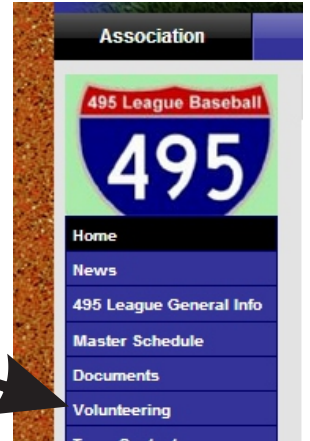 Association
495 League Baseball
495
Home
News
495 League General Info
Master Schedule
Documents
Volunteering